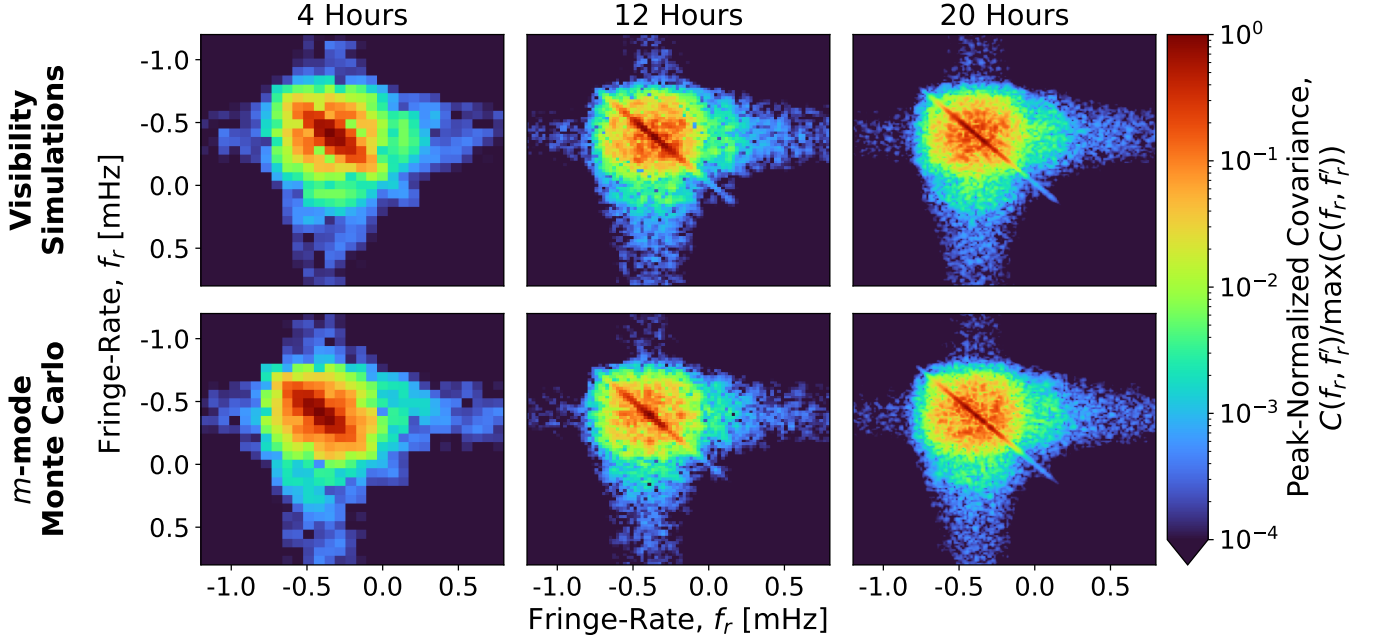 4 Hours
12 Hours
20 Hours
Visibility
Simulations
m-mode
Monte Carlo
Fringe-Rate, f_r [mHz]
-1.0
-0.5
0.0
0.5
-1.0
-0.5
0.0
0.5
-1.0 -0.5 0.0 0.5
-1.0 -0.5 0.0 0.5
-1.0 -0.5 0.0 0.5
Fringe-Rate, f_r [mHz]
10^0
10^−1
10^−2
10^−3
10^−4
Peak-Normalized Covariance,
C(f_r, f_r′)/max(C(f_r, f_r′))